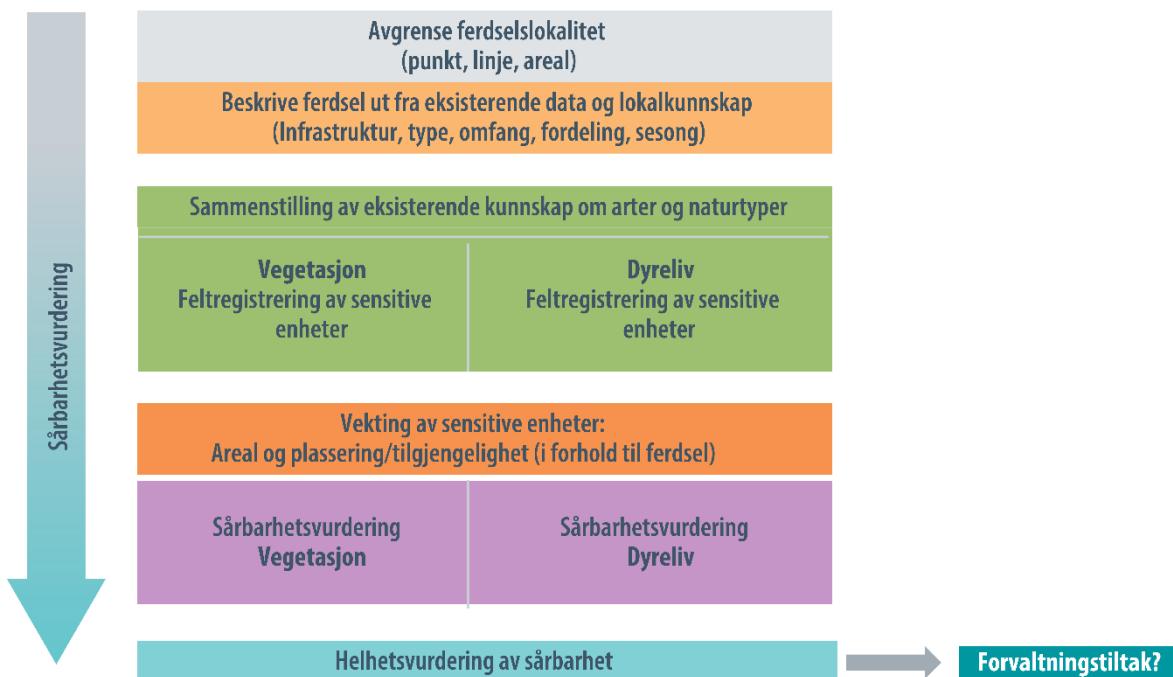 Sårbarhetsvurdering
Avgrense ferdselslokalitet
(punkt, linje, areal)
Beskrive ferdsel ut fra eksisterende data og lokalkunnskap
(Infrastruktur, type, omfang, fordeling, sesong)
Sammenstilling av eksisterende kunnskap om arter og naturtyper
Vegetasjon
Feltregistrering av sensitive
enheter
Dyreliv
Feltregistrering av sensitive
enheter
Vekting av sensitive enheter:
Areal og plassering/tilgjengelighet (i forhold til ferdsel)
Sårbarhetsvurdering
Vegetasjon
Sårbarhetsvurdering
Dyreliv
Helhetsvurdering av sårbarhet
Forvaltningstiltak?